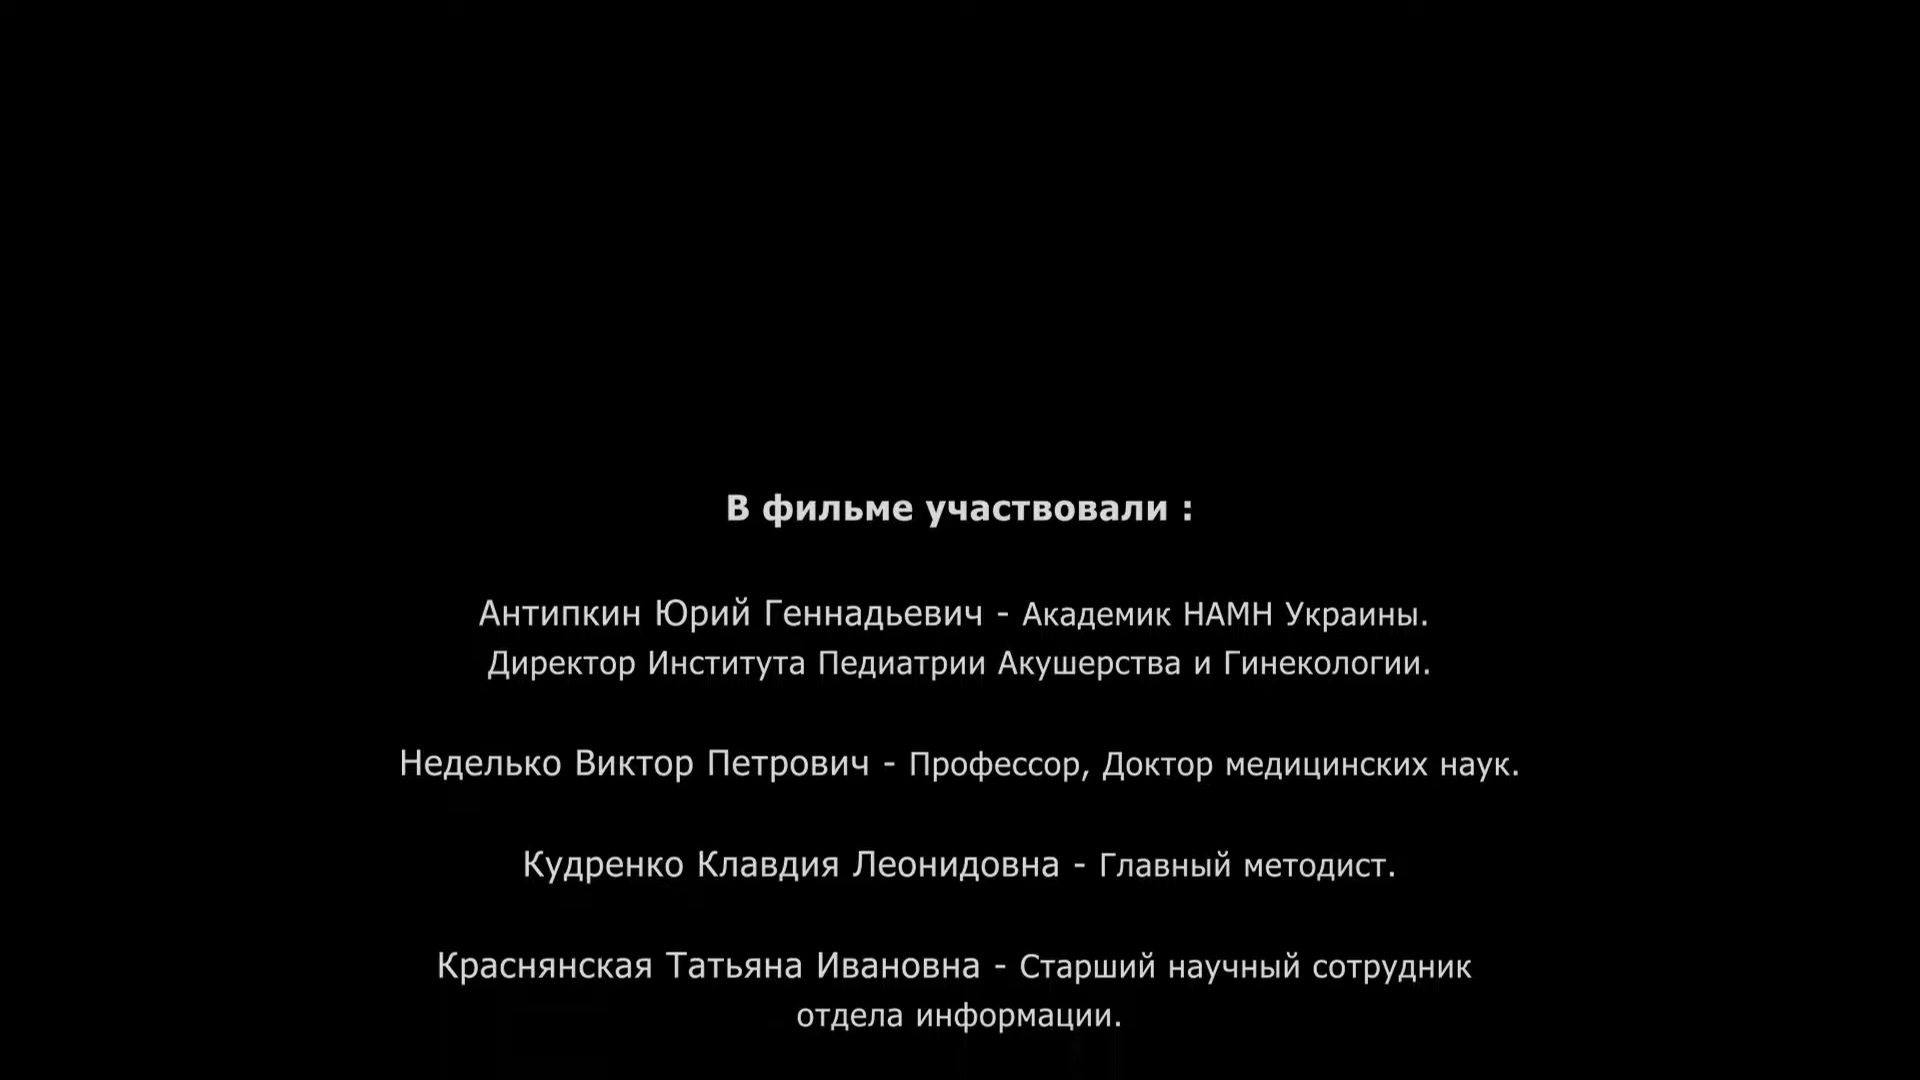 В фильме участвовали :
Антипкин Юрий Геннадьевич - Академик НАМН Украины.
Директор Института Педиатрии Акушерства и Гинекологии.
Неделько Виктор Петрович - Профессор, Доктор медицинских наук.
Кудренко Клавдия Леонидовна - Главный методист.
Краснянская Татьяна Ивановна - Старший научный сотрудник
отдела информации.